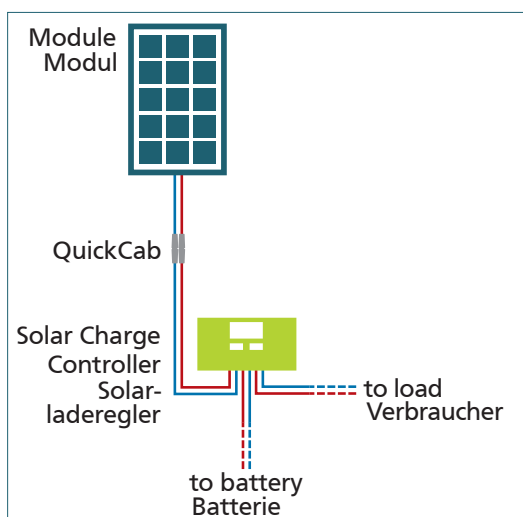 Module
Modul
QuickCab
Solar Charge
Controller
Solar-
laderegler
to load
Verbraucher
to battery
Batterie